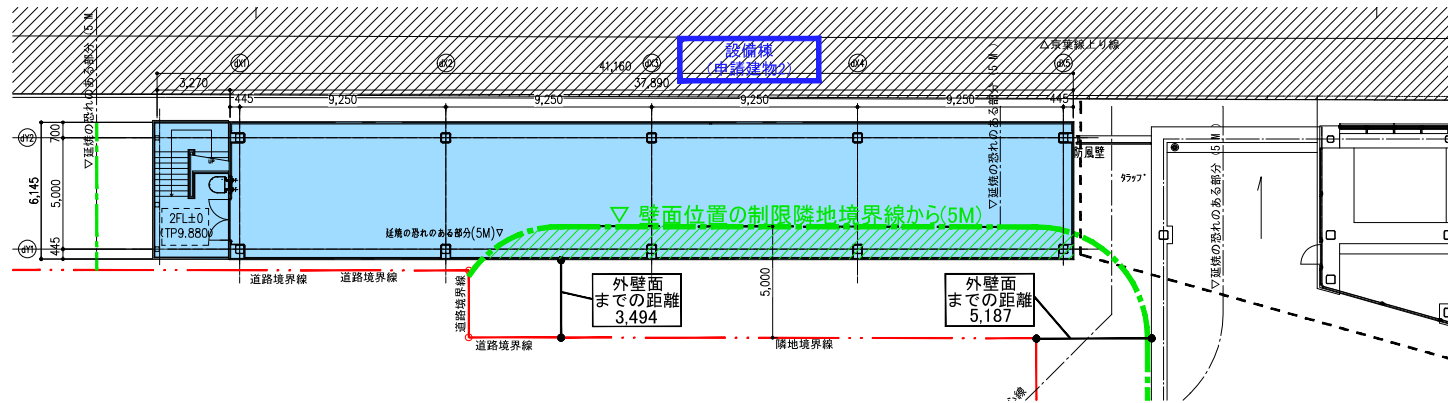 ▽延焼の恐れのある部分（5M
dX1
dX2
dX3
dX4
dX5
設備棟
（申請建物2）
△京葉線上り線
41,160
3,270
37,890
445
9,250
9,250
9,250
9,250
445
▽延焼の恐れのある部分（5M）
dY2
dY1
700
5,000
445
6,145
2FL±0
(TP9.880)
延焼の恐れのある部分(5M)▽
▽ 壁面位置の制限隣地境界線から(5M)
防風壁
タラップ
▽延焼の恐れのある部分（5M）
道路境界線
道路境界線
道路境界線
道路境界線
外壁面
までの距離
3,494
5,000
外壁面
までの距離
5,187
隣地境界線